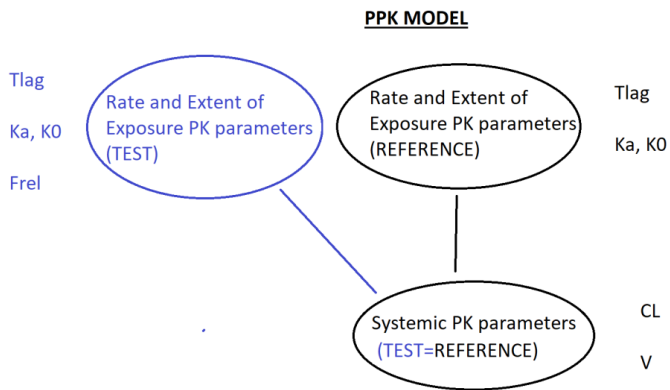 PPK MODEL
Tlag
Ka, K0
Frel
Rate and Extent of
Exposure PK parameters
(TEST)
Rate and Extent of
Exposure PK parameters
(REFERENCE)
Tlag
Ka, K0
Systemic PK parameters
(TEST=REFERENCE)
CL
V